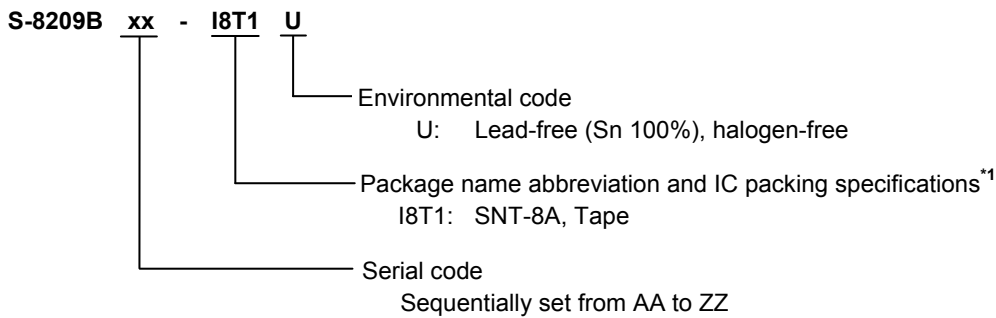 S-8209B xx - I8T1 U
Environmental code
U: Lead-free (Sn 100%), halogen-free
Package name abbreviation and IC packing specifications*1
I8T1: SNT-8A, Tape
Serial code
Sequentially set from AA to ZZ